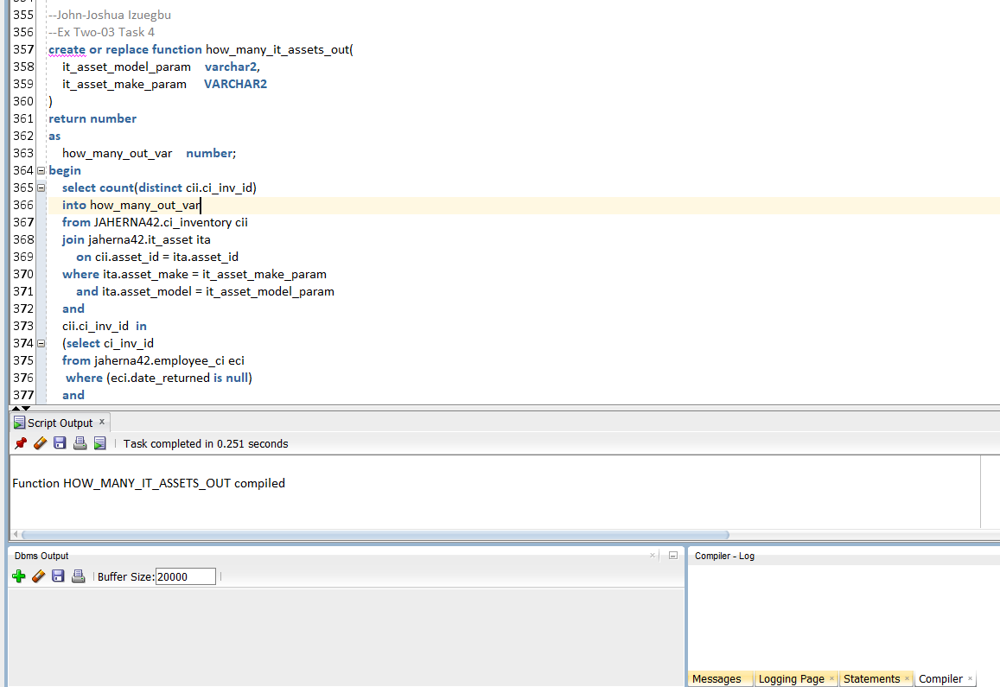 355 --John-Joshua Izuegbu
356 --Ex Two-03 Task 4
357 create or replace function how_many_it_assets_out(
358 it_asset_model_param varchar2,
359 it_asset_make_param VARCHAR2
360 )
361 return number
362 as
363 how_many_out_var number;
364 begin
365 select count(distinct cii.ci_inv_id)
366 into how_many_out_var
367 from JAHERNA42.ci_inventory cii
368 join jaherna42.it_asset ita
369 on cii.asset_id = ita.asset_id
370 where ita.asset_make = it_asset_make_param
371 and ita.asset_model = it_asset_model_param
372 and
373 cii.ci_inv_id in
374 (select ci_inv_id
375 from jaherna42.employee_ci eci
376 where (eci.date_returned is null)
377 and
Script Output x
Task completed in 0.251 seconds
Function HOW_MANY_IT_ASSETS_OUT compiled
Dbms Output
Buffer Size: 20000
Compiler - Log
Messages Logging Page Statements Compiler